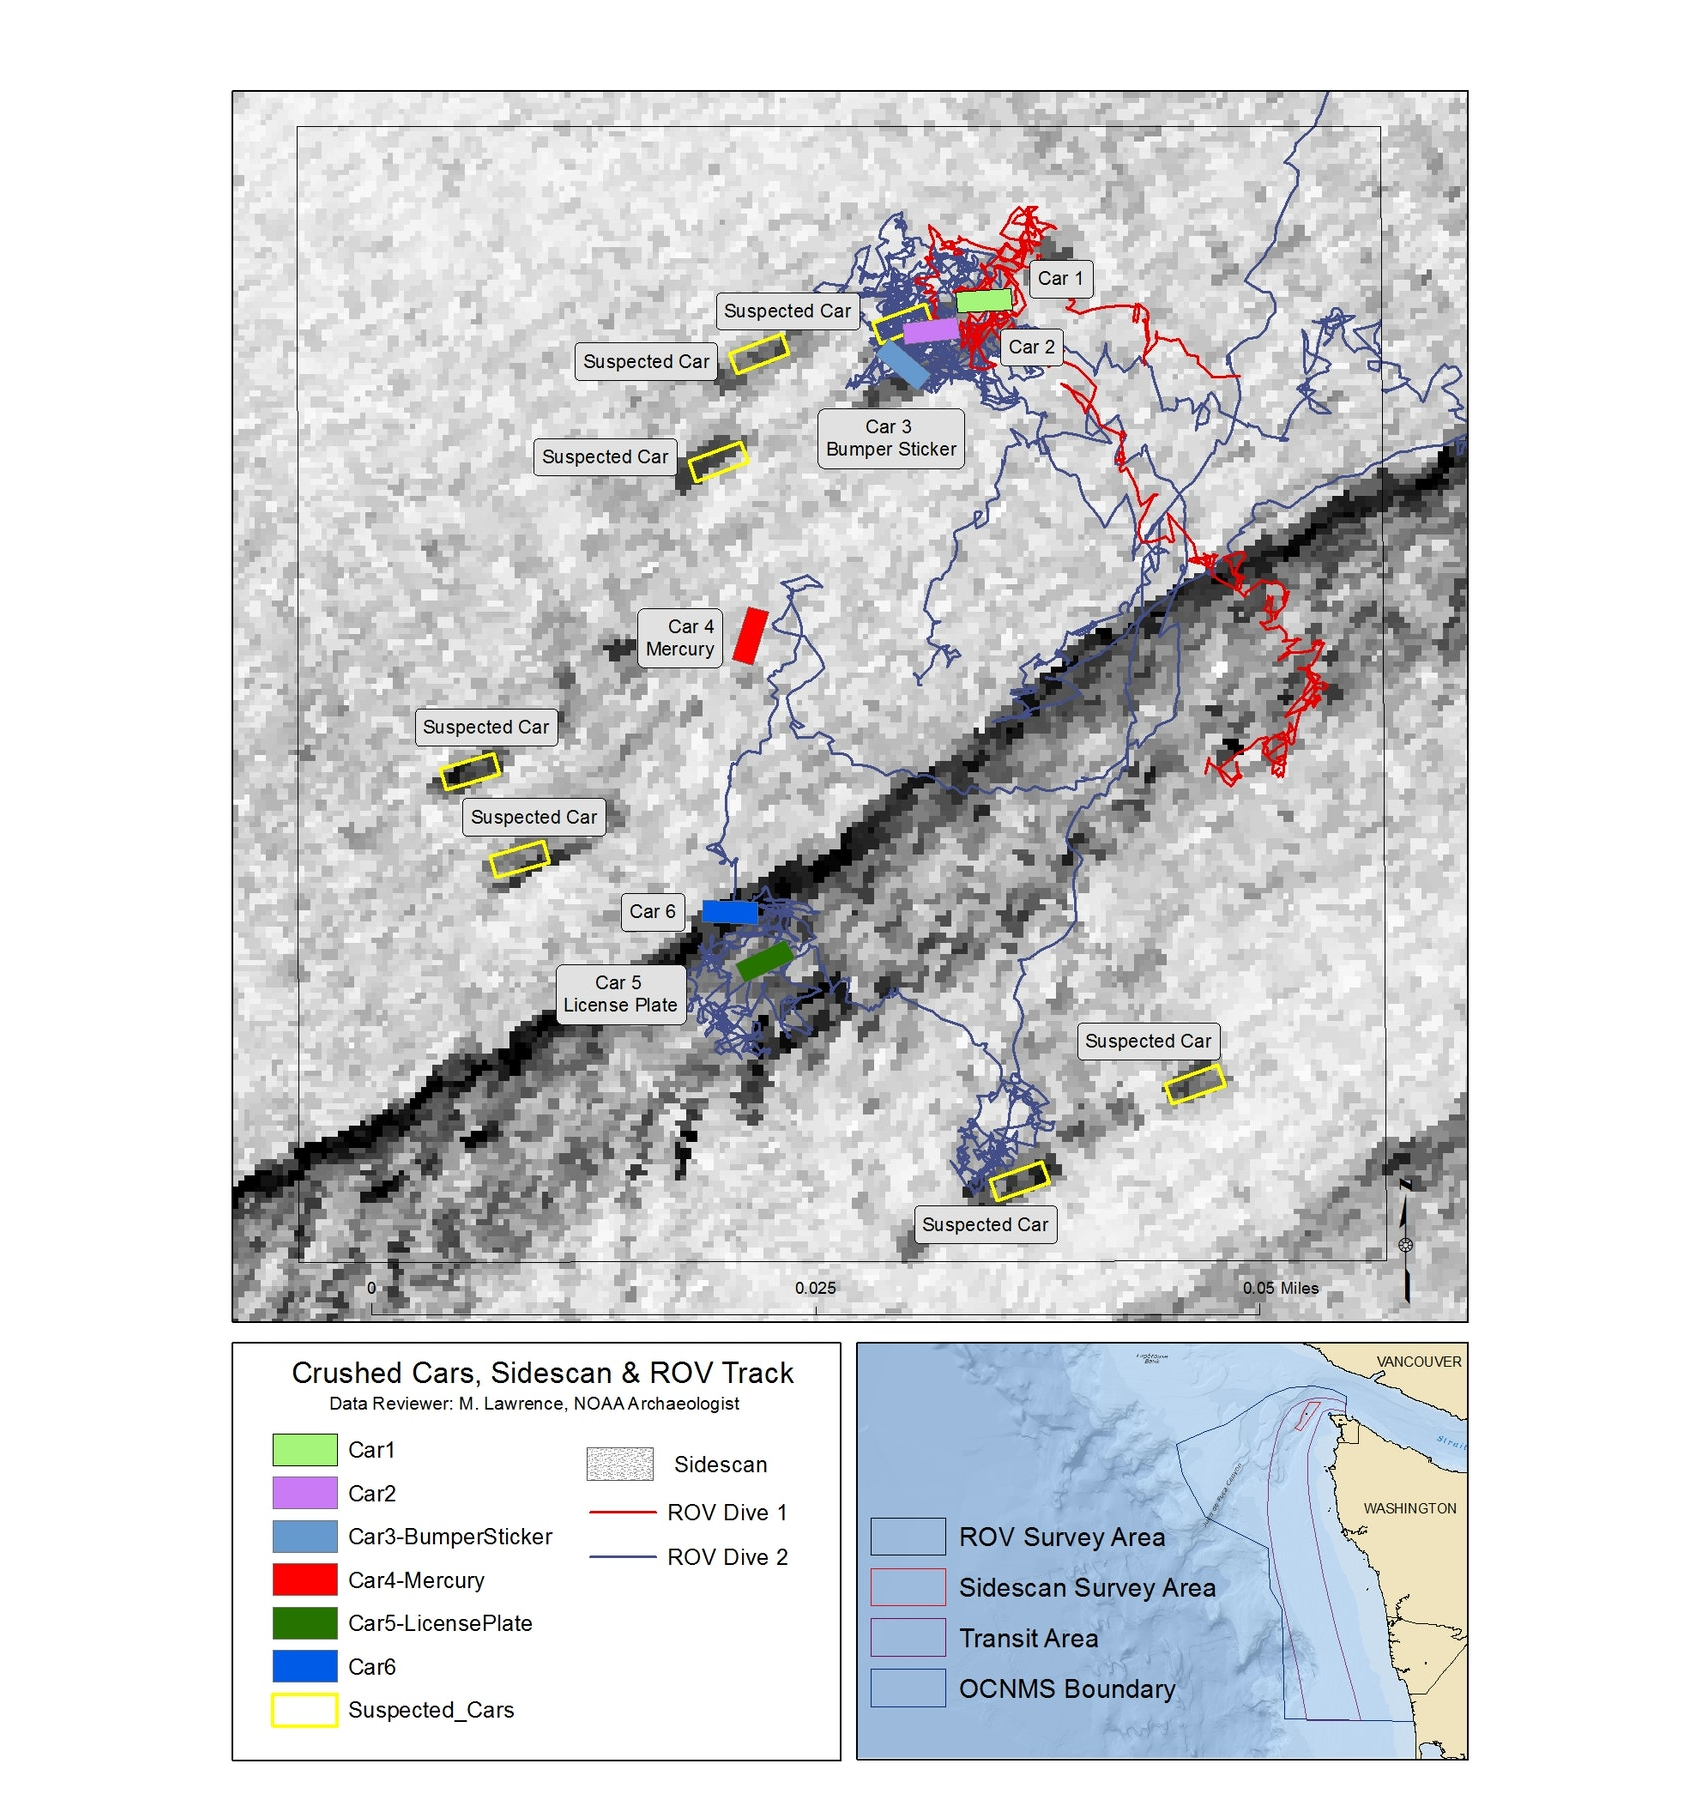 Car 1
Suspected Car
Car 2
Suspected Car
Car 3
Bumper Sticker
Suspected Car
Car 4
Mercury
Suspected Car
Suspected Car
Car 6
Car 5
License Plate
Suspected Car
Suspected Car
0
0.025
0.05 Miles
Crushed Cars, Sidescan & ROV Track
Data Reviewer: M. Lawrence, NOAA Archaeologist
Car1
Car2
Car3-BumperSticker
Car4-Mercury
Car5-LicensePlate
Car6
Suspected_Cars
Sidescan
ROV Dive 1
ROV Dive 2
VANCOUVER
Strait
WASHINGTON
ROV Survey Area
Sidescan Survey Area
Transit Area
OCNMS Boundary